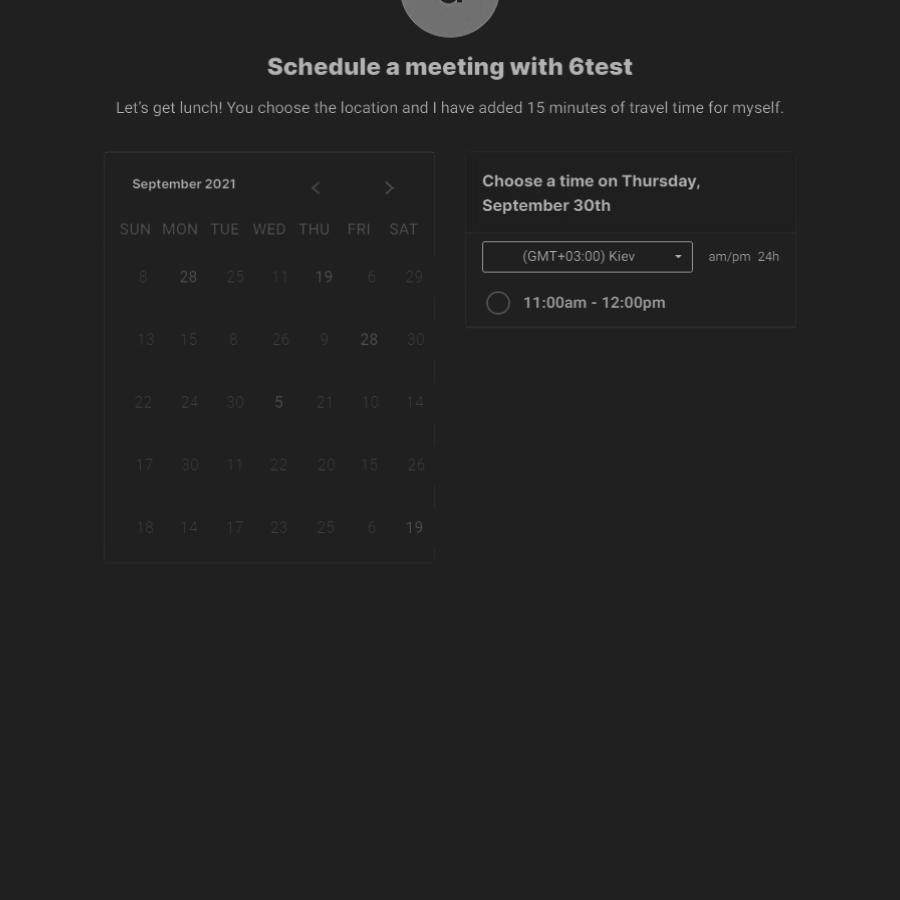 Schedule a meeting with 6test
Let's get lunch! You choose the location and I have added 15 minutes of travel time for myself.
September 2021
SUN MON TUE WED THU FRI SAT
8 28 25 11 19 6 29
13 15 8 26 9 28 30
22 24 30 5 21 10 14
17 30 11 22 20 15 26
18 14 17 23 25 6 19
Choose a time on Thursday,
September 30th
(GMT+03:00) Kiev am/pm 24h
11:00am - 12:00pm